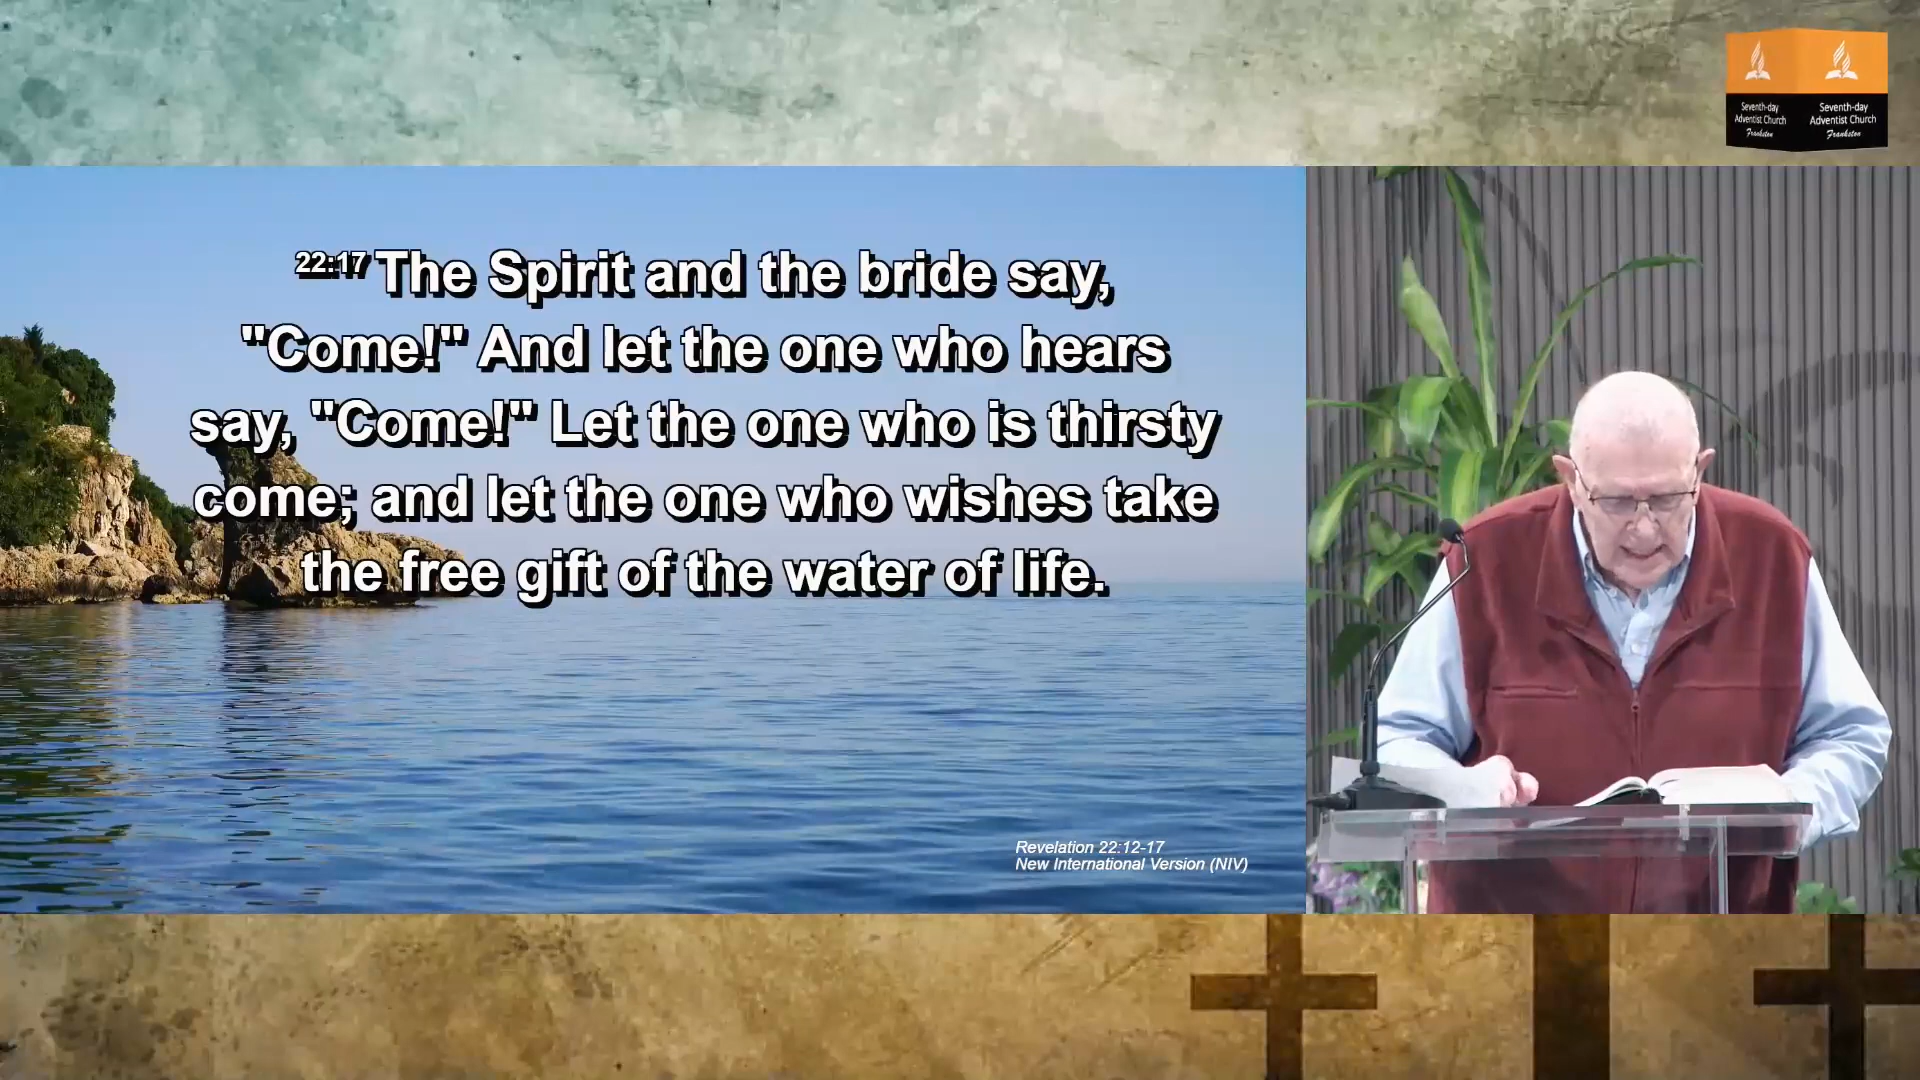 Seventh-day
Adventist Church
Frankston
Seventh-day
Adventist Church
Frankston
22:17 The Spirit and the bride say,
"Come!" And let the one who hears
say, "Come!" Let the one who is thirsty
come; and let the one who wishes take
the free gift of the water of life.
Revelation 22:12-17
New International Version (NIV)